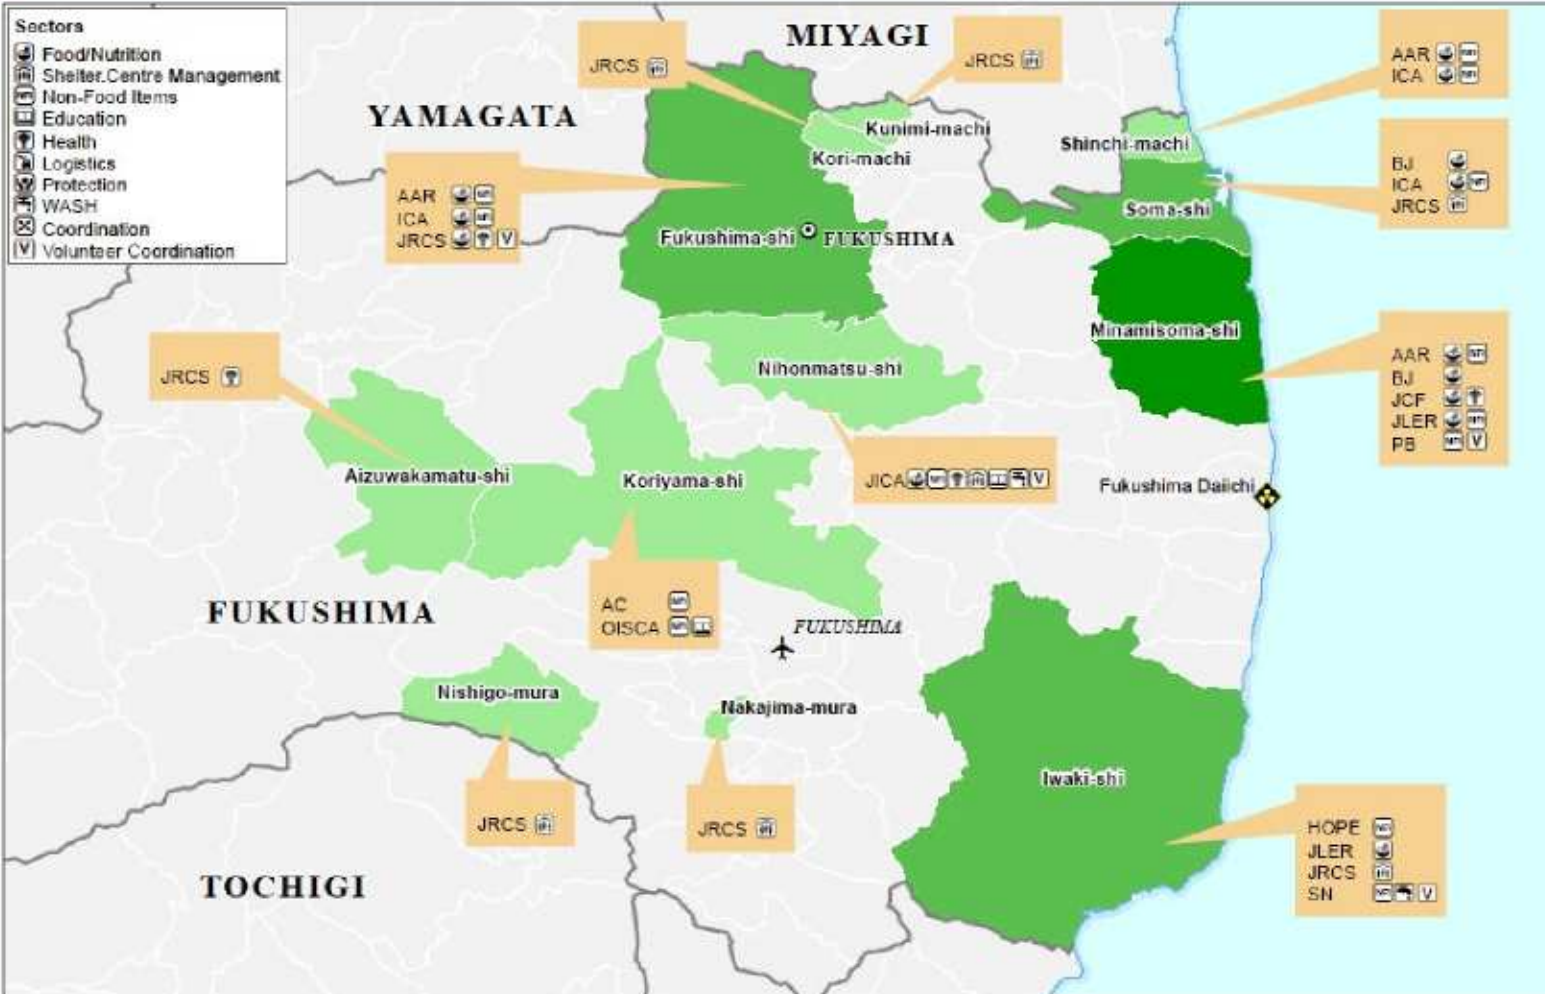 Sectors
Food/Nutrition
Shelter.Centre Management
Non-Food Items
Education
Health
Logistics
Protection
WASH
Coordination
V Volunteer Coordination
MIYAGI
YAMAGATA
JRCS
JRCS
AAR
ICA
Kunimi-machi
Kori-machi
Shinchi-machi
BJ
ICA
JRCS
AAR
ICA
JRCS V
Soma-shi
Fukushima-shi
FUKUSHIMA
Minamisoma-shi
AAR
BJ
JCF
JLER
PB V
JRCS
Nihonmatsu-shi
Aizuwakamatu-shi
Koriyama-shi
JICA V
Fukushima Daiichi
AC
OISCA
FUKUSHIMA
FUKUSHIMA
Nishigo-mura
Nakajima-mura
Iwaki-shi
JRCS
JRCS
HOPE
JLER
JRCS
SN V
TOCHIGI